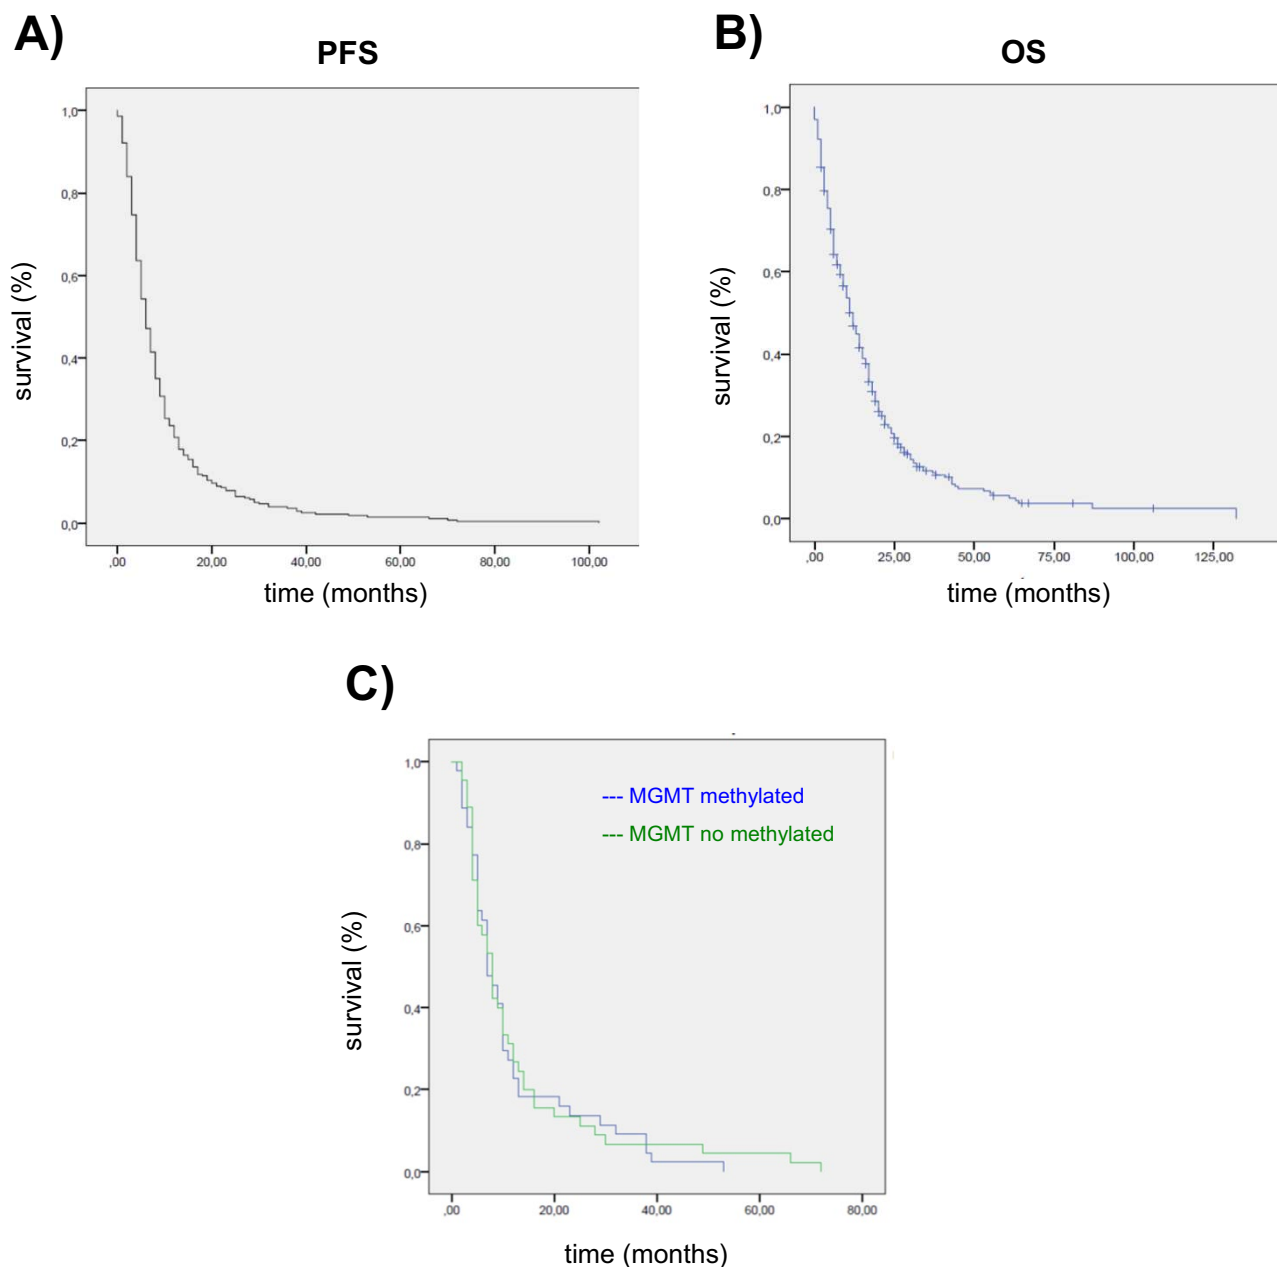 A)
PFS
1,0
0,8
0,6
0,4
0,2
0,0
survival (%)
,00 20,00 40,00 60,00 80,00 100,00
time (months)
B)
OS
1,0
0,8
0,6
0,4
0,2
0,0
survival (%)
,00 25,00 50,00 75,00 100,00 125,00
time (months)
C)
--- MGMT methylated
--- MGMT no methylated
1,0
0,8
0,6
0,4
0,2
0,0
survival (%)
,00 20,00 40,00 60,00 80,00
time (months)